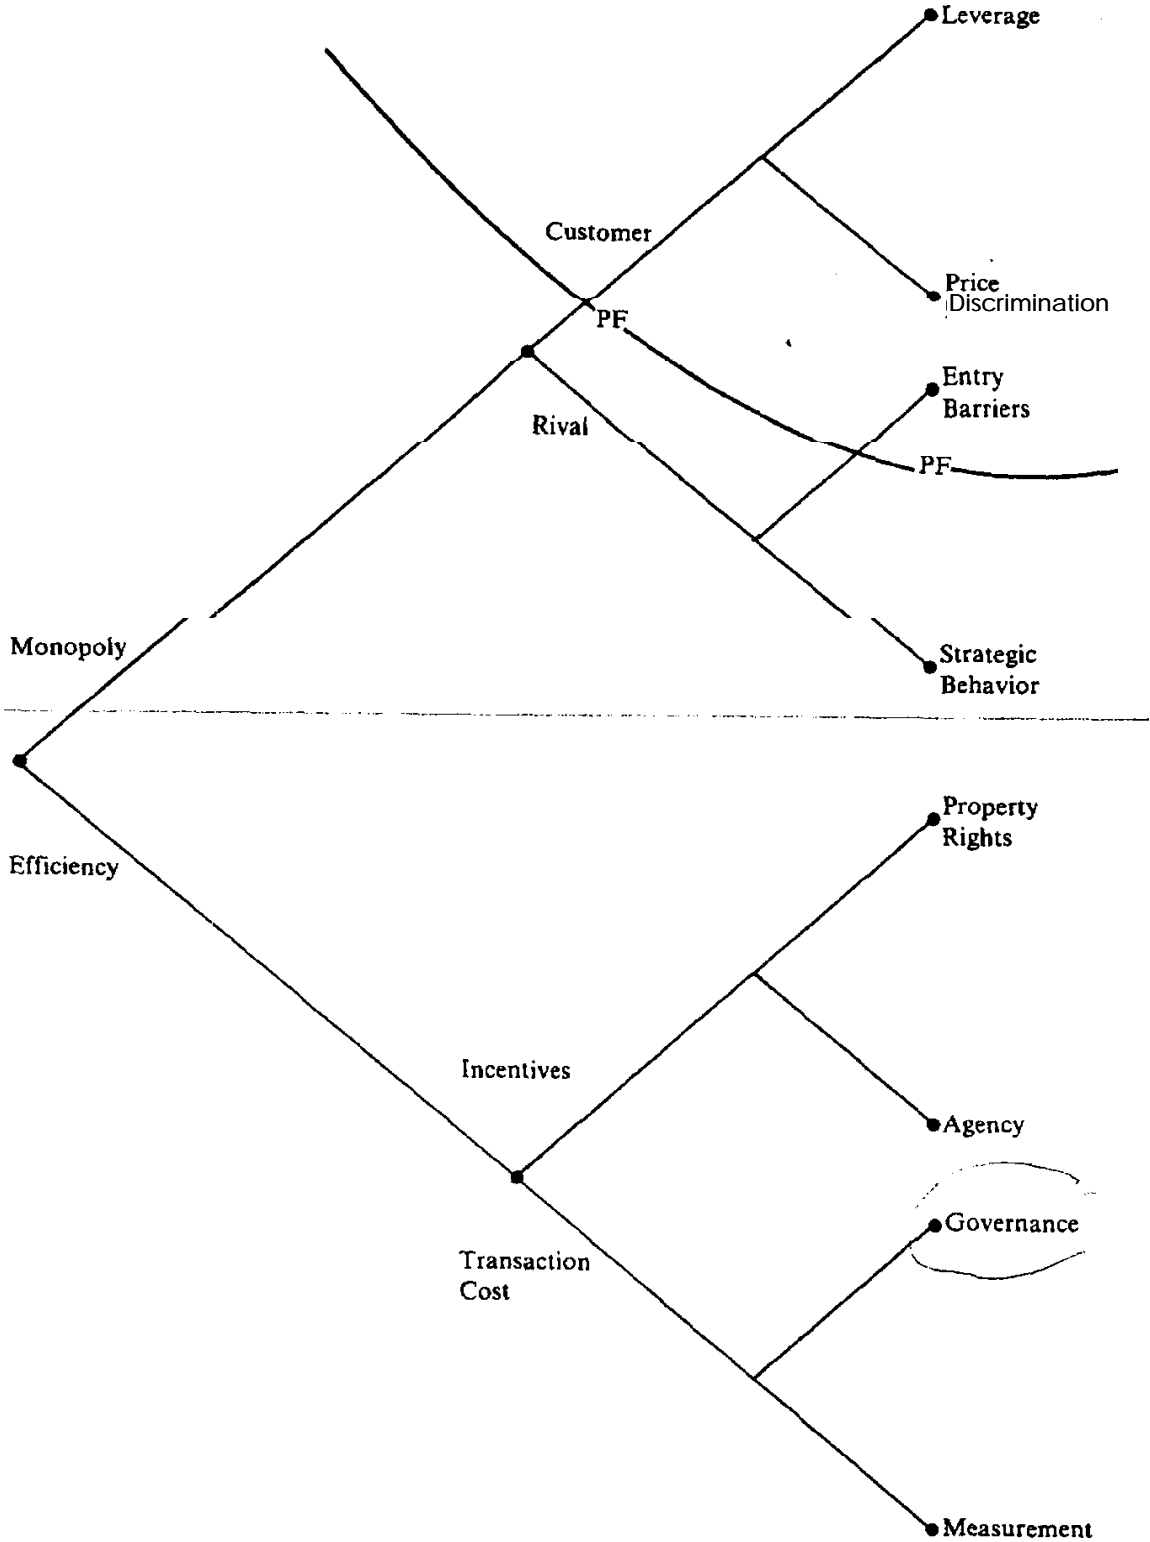 Leverage
Customer
Price
Discrimination
PF
Entry
Barriers
Rival
PF
Monopoly
Strategic
Behavior
Property
Rights
Efficiency
Incentives
Agency
Governance
Transaction
Cost
Measurement